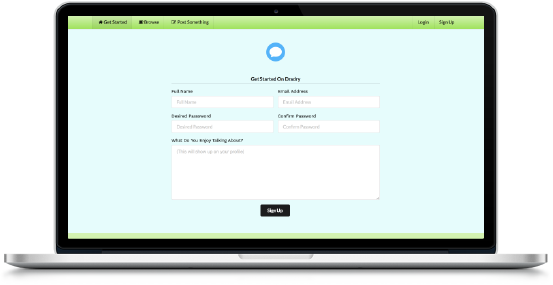 Get Started Browse Post Something Login Sign Up
Get Started On
Full Name Email Address
Full Name Email Address
Desired Password Confirm Password
Desired Password Confirm Password
What Do You Enjoy Talking About?
(This will show up on your profile)
Sign Up